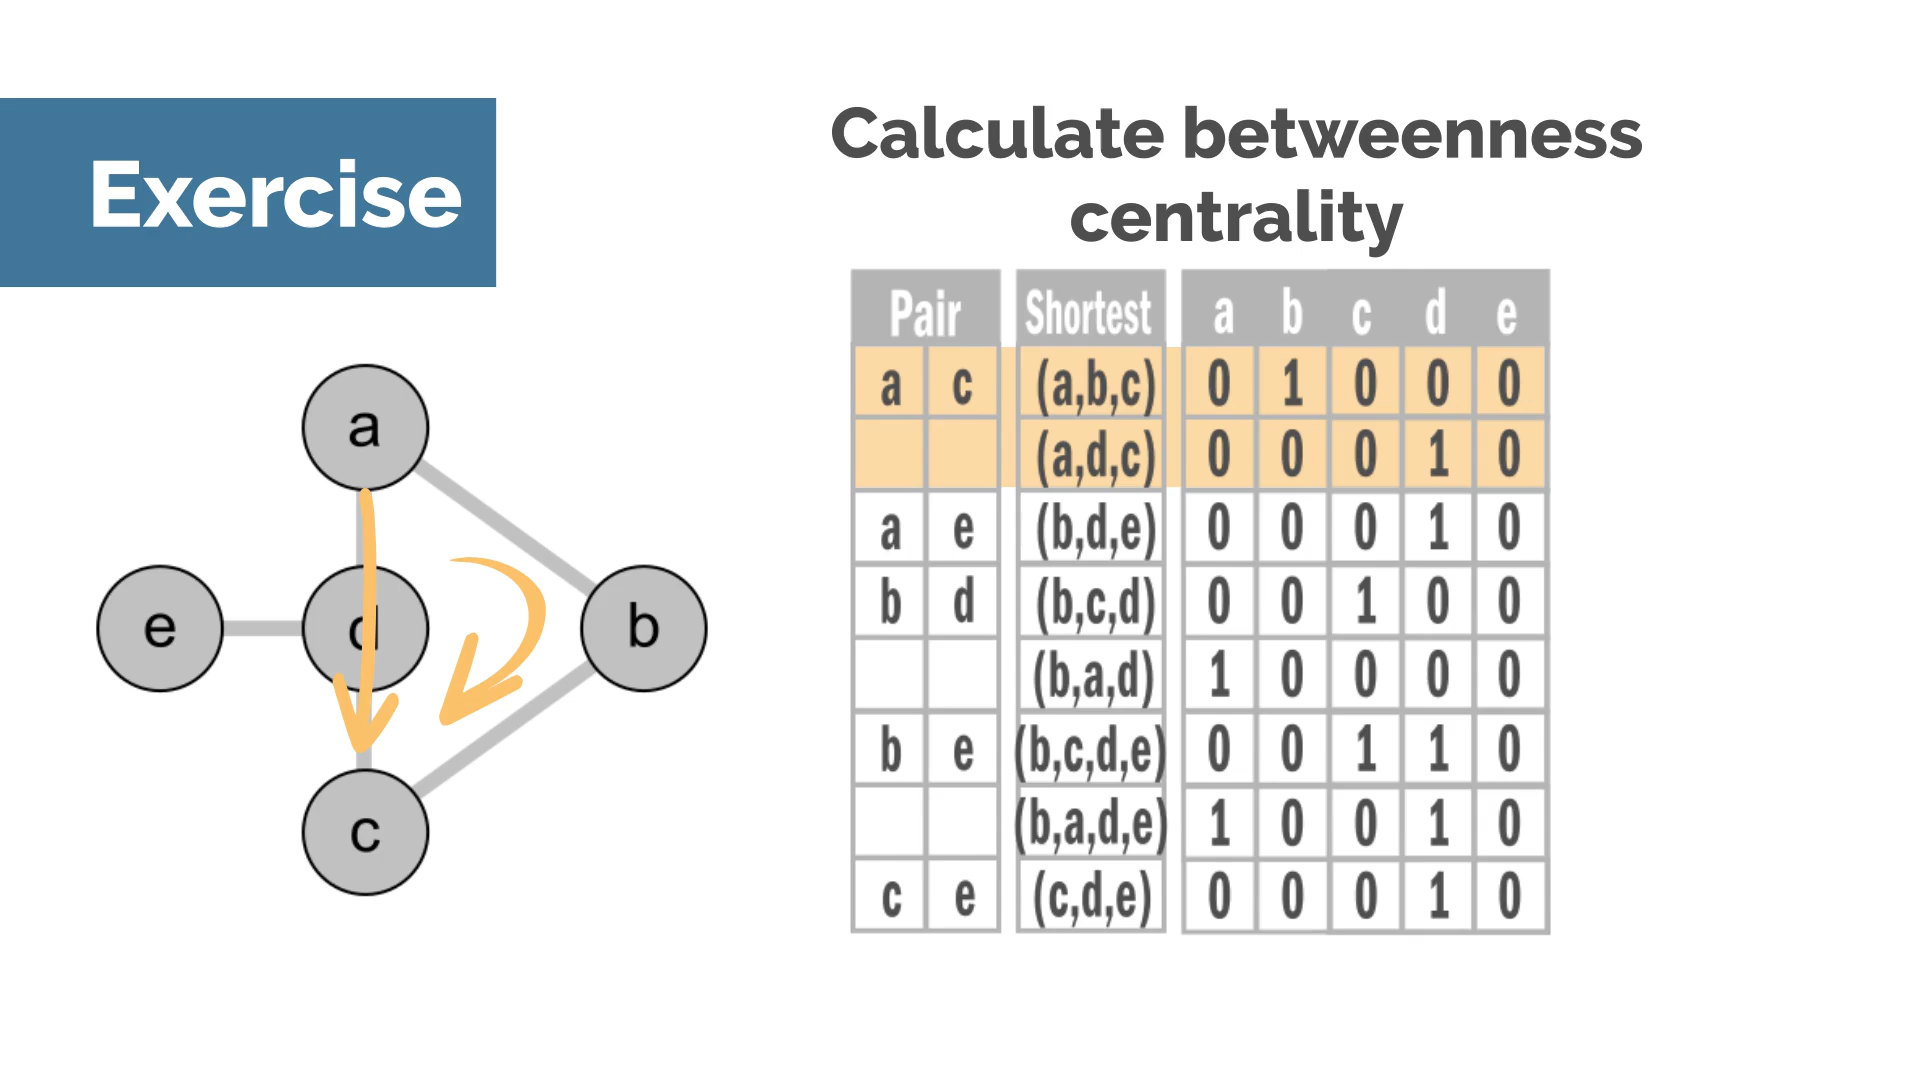 Exercise
Calculate betweenness
centrality
a
e
d
b
c
Pair Shortest a b c d e
a c (a,b,c) 0 1 0 0 0
(a,d,c) 0 0 0 1 0
a e (b,d,e) 0 0 0 1 0
b d (b,c,d) 0 0 1 0 0
(b,a,d) 1 0 0 0 0
b e (b,c,d,e) 0 0 1 1 0
(b,a,d,e) 1 0 0 1 0
c e (c,d,e) 0 0 0 1 0